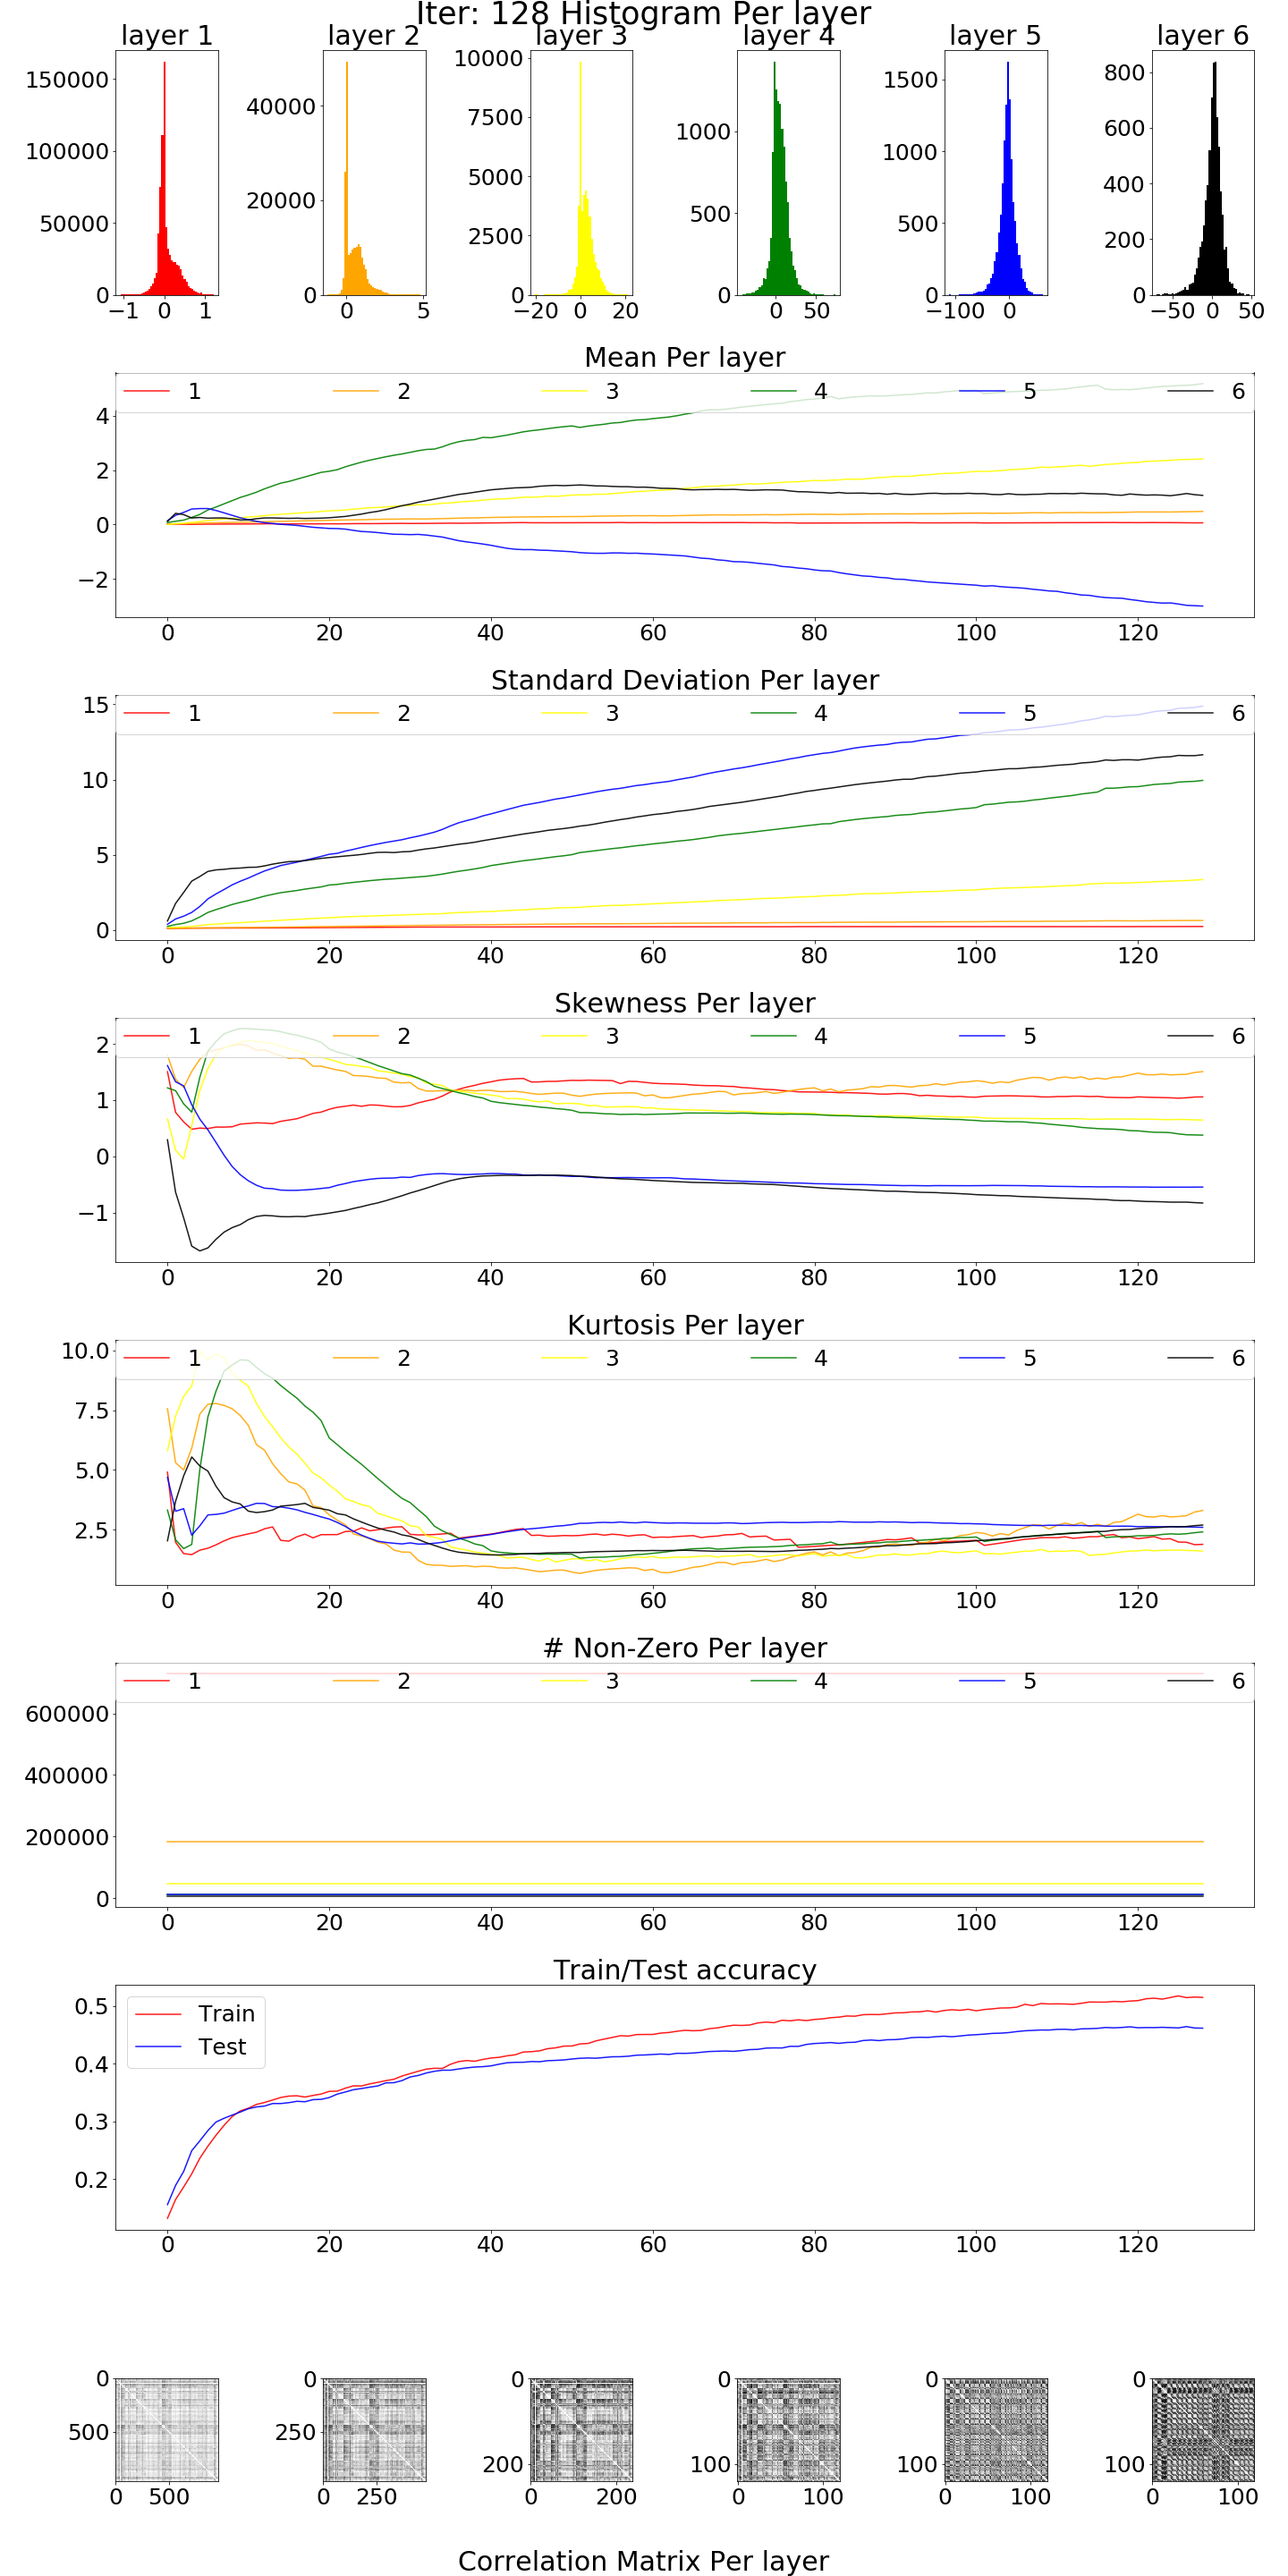 Iter: 128 Histogram Per layer
layer 1 layer 2 layer 3 layer 4 layer 5 layer 6
150000 100000 50000 0
40000 20000 0
10000 7500 5000 2500 0
1000 500 0
1500 1000 500 0
800 600 400 200 0
−1 0 1 0 5 −20 0 20 0 50 −100 0 −50 0 50
Mean Per layer
1 2 3 4 5 6
4
2
0
−2
0 20 40 60 80 100 120
Standard Deviation Per layer
1 2 3 4 5 6
15
10
5
0
0 20 40 60 80 100 120
Skewness Per layer
1 2 3 4 5 6
2
1
0
−1
0 20 40 60 80 100 120
Kurtosis Per layer
1 2 3 4 5 6
10.0
7.5
5.0
2.5
0 20 40 60 80 100 120
# Non-Zero Per layer
1 2 3 4 5 6
600000
400000
200000
0
0 20 40 60 80 100 120
Train/Test accuracy
Train
Test
0.5
0.4
0.3
0.2
0 20 40 60 80 100 120
0 0 0 0 0 0
500 250 200 100 100 100
0 500 0 250 0 200 0 100 0 100 0 100
Correlation Matrix Per layer